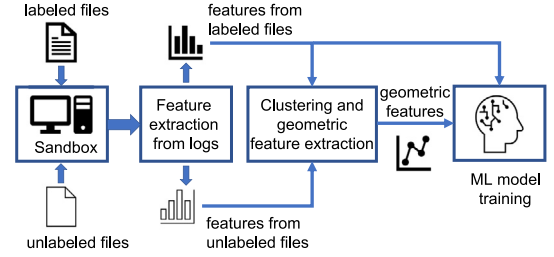 labeled files
features from
labeled files
Sandbox
Feature
extraction
from logs
Clustering and
geometric
feature extraction
geometric
features
ML model
training
unlabeled files
features from
unlabeled files